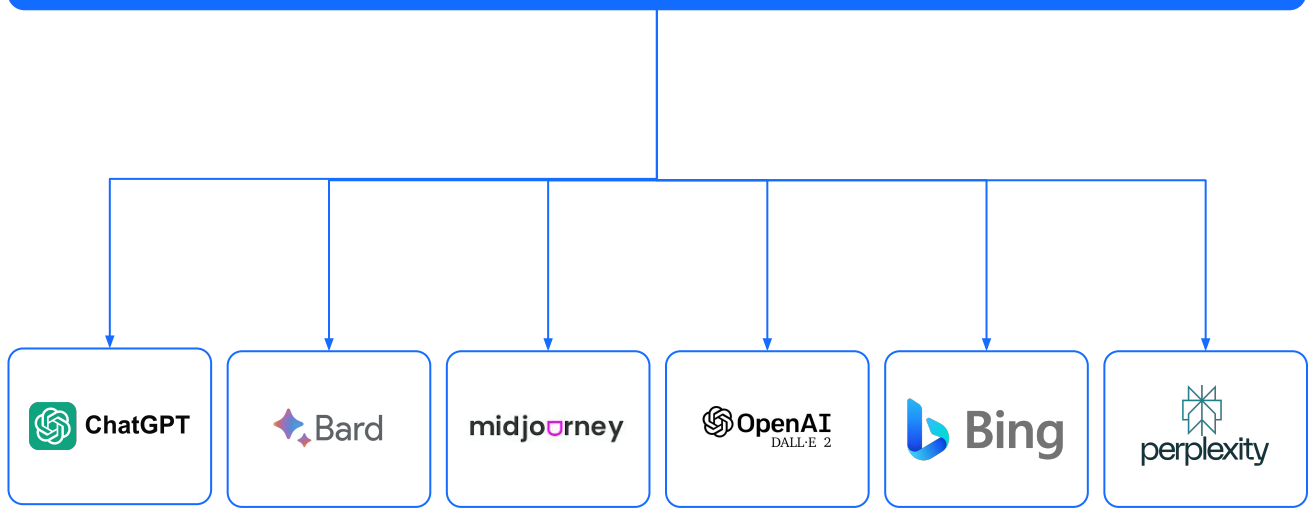 ChatGPT
Bard
midjourney
OpenAI
DALL·E 2
Bing
perplexity